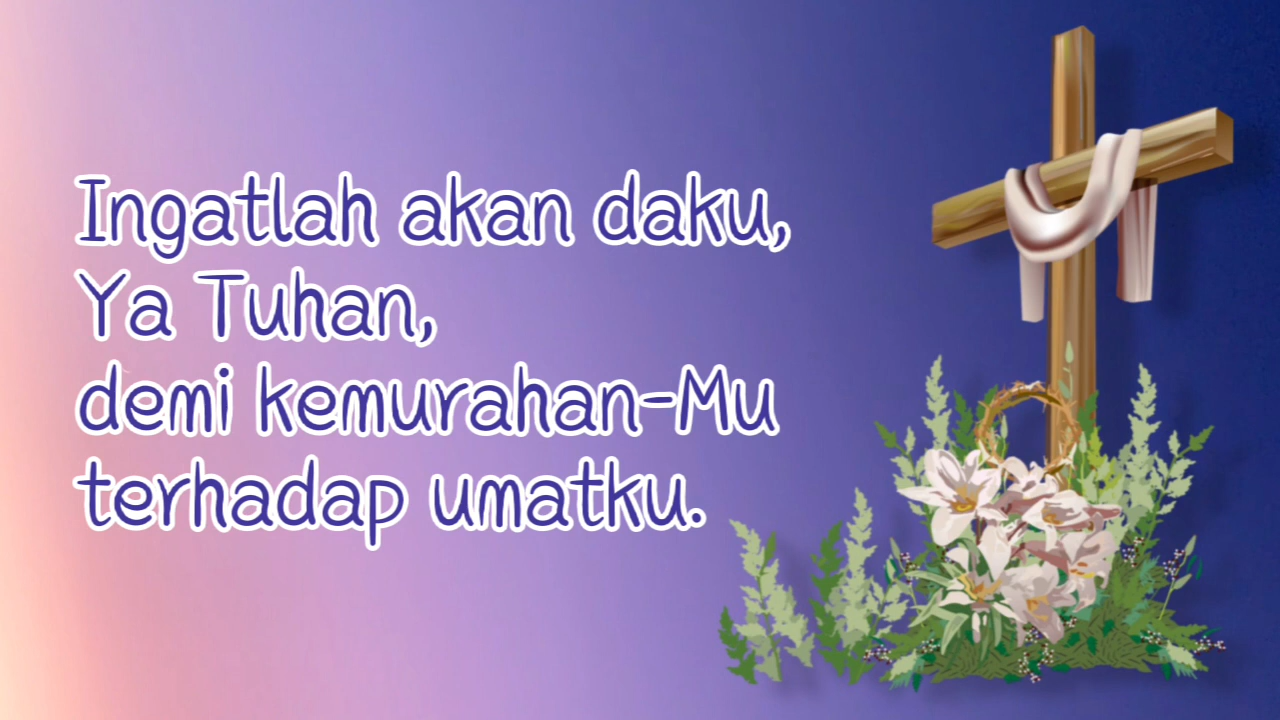 Ingatlah akan daku,
Ya Tuhan,
demi kemurahan-Mu
terhadap umatku.